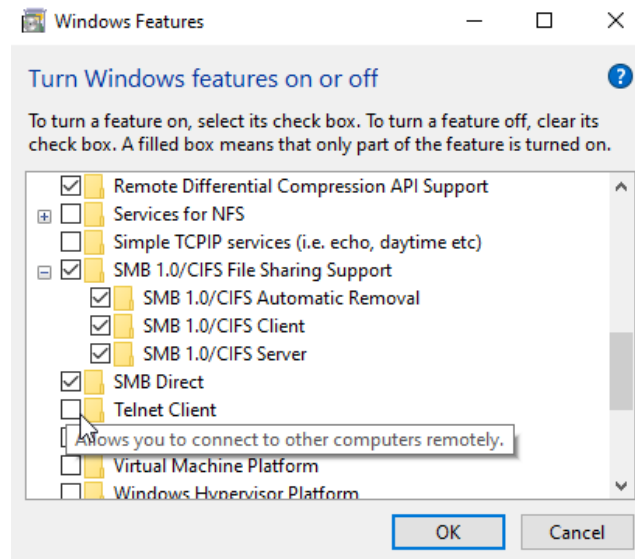 Windows Features
Turn Windows features on or off
To turn a feature on, select its check box. To turn a feature off, clear its
check box. A filled box means that only part of the feature is turned on.
Remote Differential Compression API Support
Services for NFS
Simple TCPIP services (i.e. echo, daytime etc)
SMB 1.0/CIFS File Sharing Support
SMB 1.0/CIFS Automatic Removal
SMB 1.0/CIFS Client
SMB 1.0/CIFS Server
SMB Direct
Telnet Client
Allows you to connect to other computers remotely.
Virtual Machine Platform
Windows Hypervisor Platform
OK
Cancel